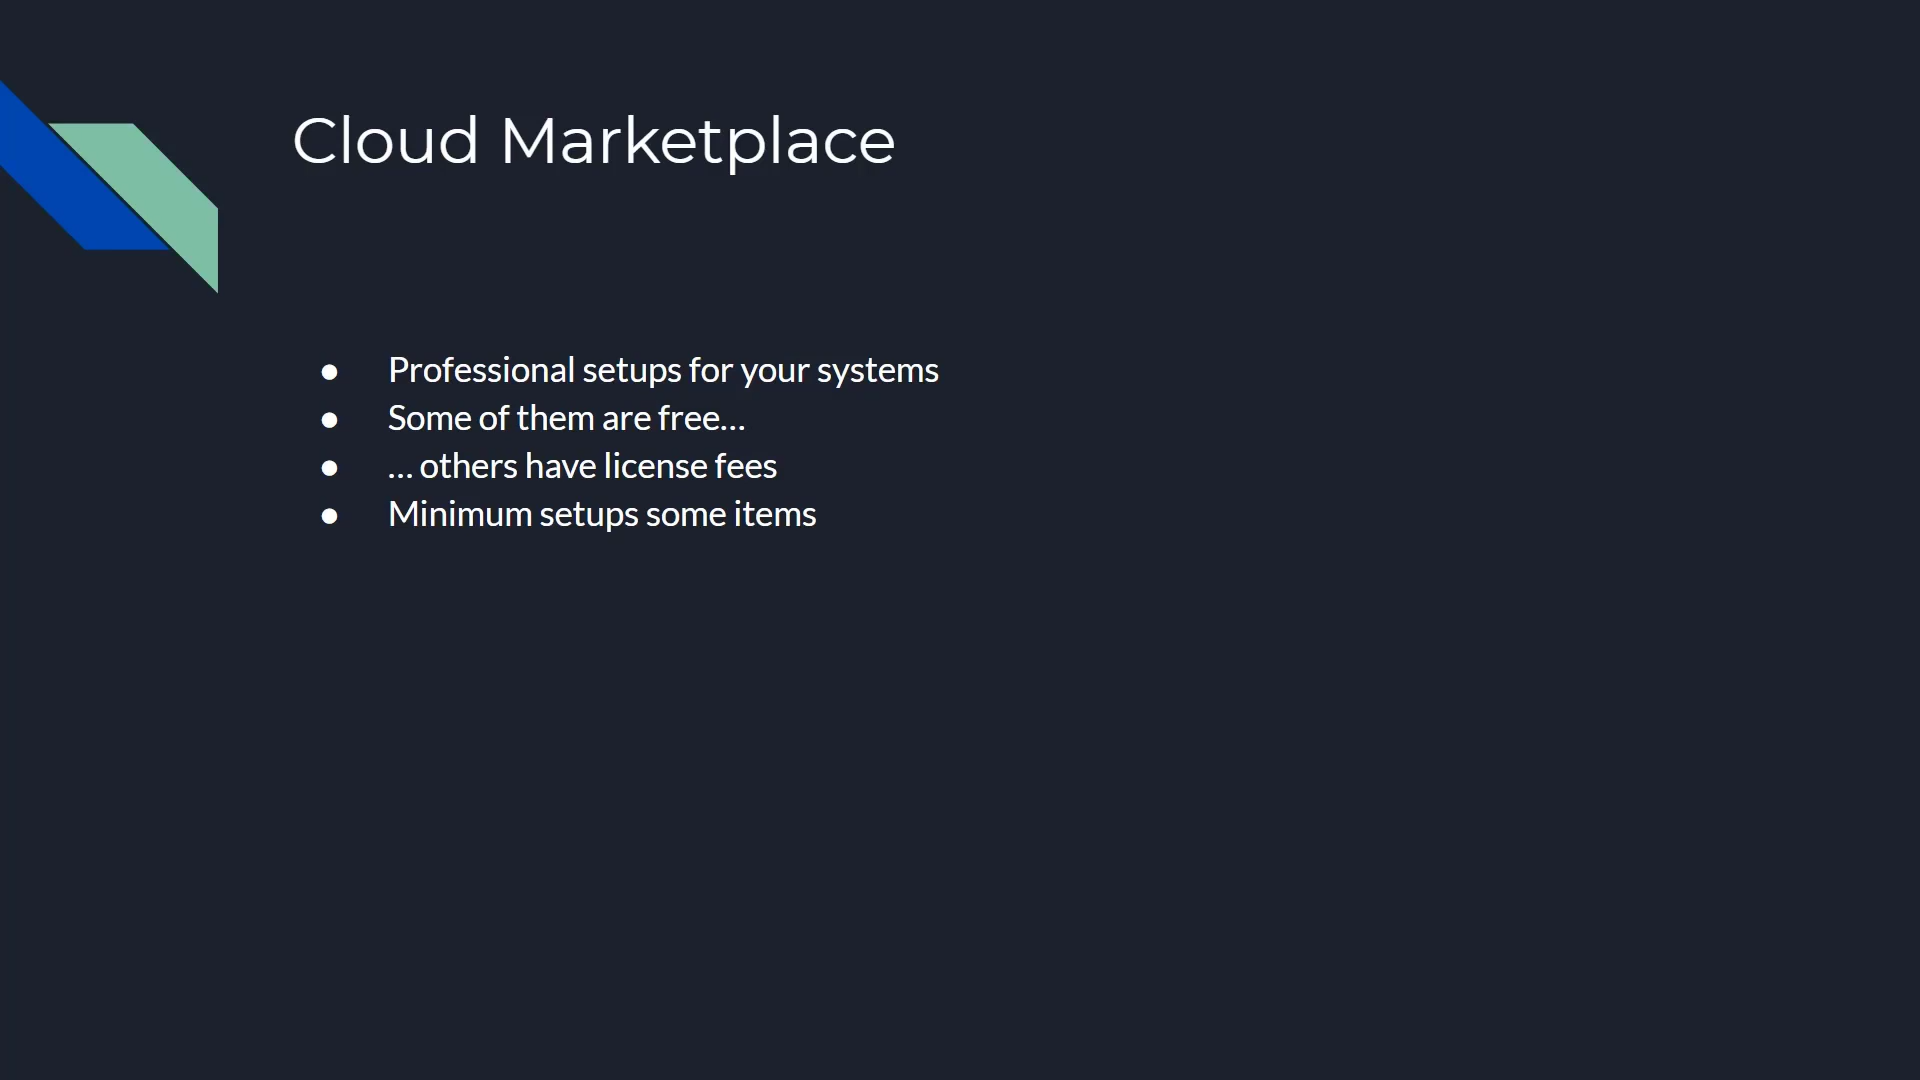 Cloud Marketplace
● Professional setups for your systems
● Some of them are free...
● ... others have license fees
● Minimum setups some items